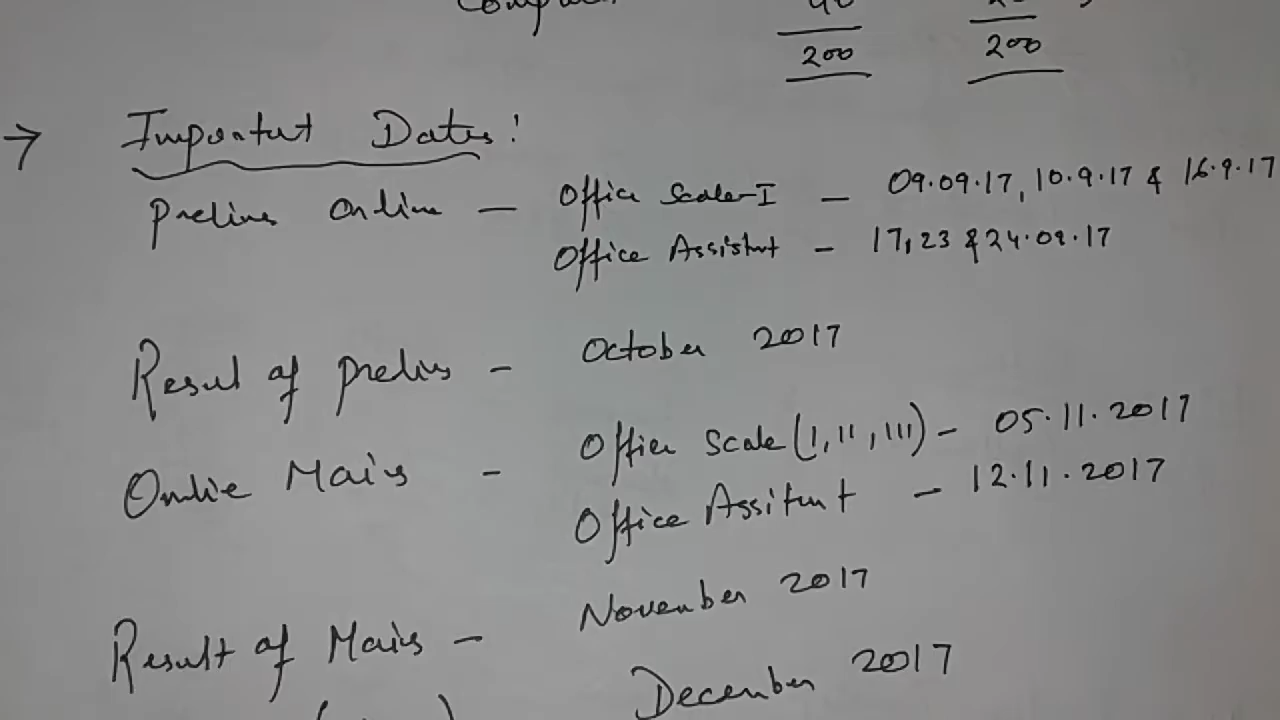 200 200
→ Important Dates:
Prelims Online — Office Scale-I — 09.09.17, 10.9.17 & 16.9.17
Office Assistant — 17, 23 & 24.09.17
Result of prelims — October 2017
Online Mains — Officer Scale (I, II, III) — 05.11.2017
Office Assitant — 12.11.2017
Result of Mains — November 2017
December 2017